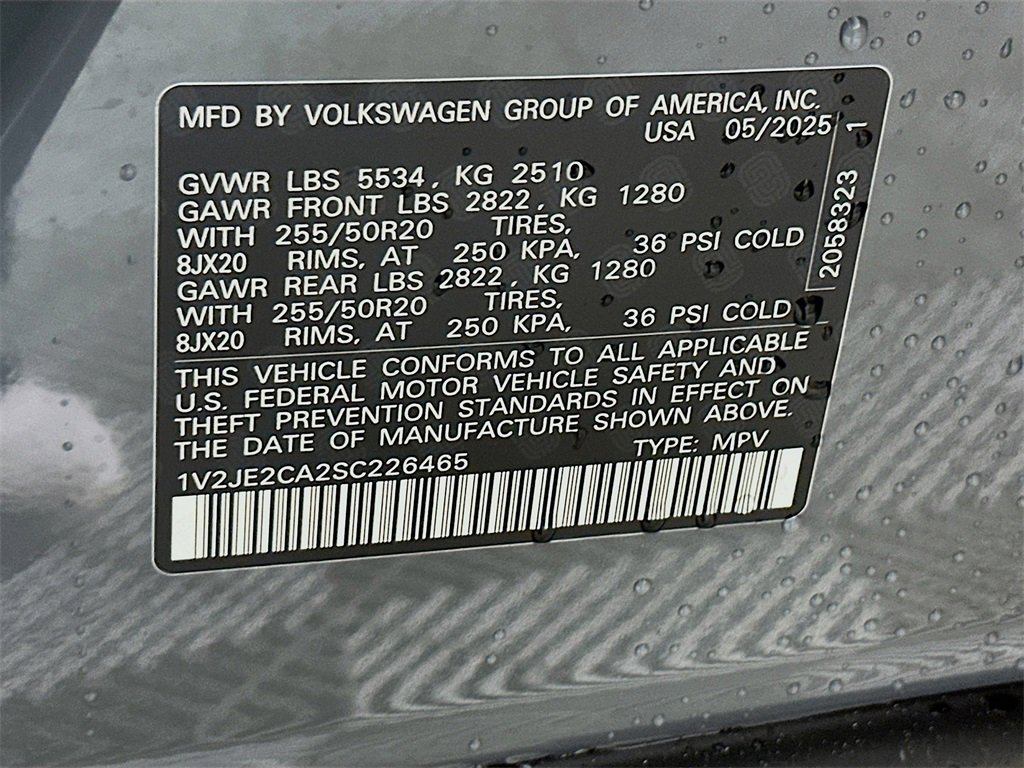 MFD BY VOLKSWAGEN GROUP OF AMERICA, INC.
USA 05/2025
GVWR LBS 5534, KG 2510
GAWR FRONT LBS 2822, KG 1280
WITH 255/50R20 TIRES,
8JX20 RIMS, AT 250 KPA, 36 PSI COLD
GAWR REAR LBS 2822, KG 1280
WITH 255/50R20 TIRES,
8JX20 RIMS, AT 250 KPA, 36 PSI COLD
2058323 1
THIS VEHICLE CONFORMS TO ALL APPLICABLE
U.S. FEDERAL MOTOR VEHICLE SAFETY AND
THEFT PREVENTION STANDARDS IN EFFECT ON
THE DATE OF MANUFACTURE SHOWN ABOVE.
1V2JE2CA2SC226465 TYPE: MPV